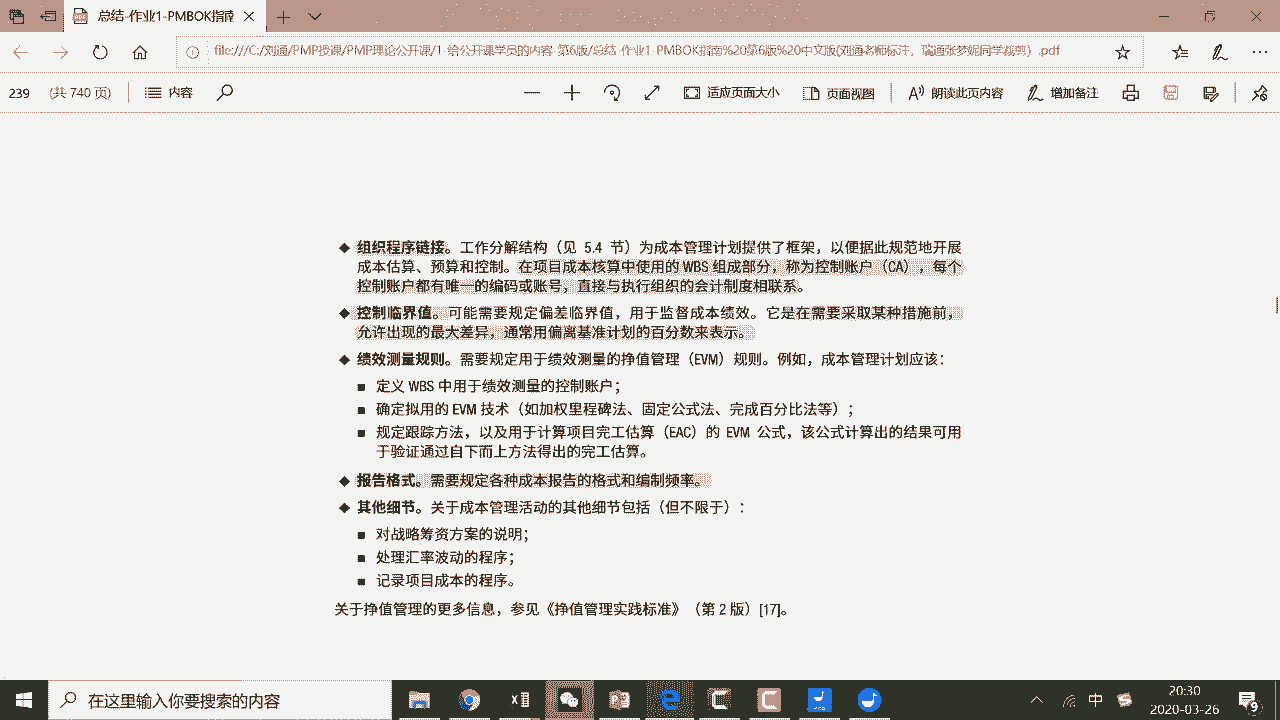 总结-作业1-PMBOK指南
file:///C:/刘通/PMP授课/PMP理论公开课/1-给公开课学员的内容-第6版/总结-作业1-PMBOK指南%20第6版%20中文版(刘通老师标注，瑞通张梦妮同学裁剪）.pdf
239 (共 740 页) 内容 适应页面大小 页面视图 朗读此页内容 增加备注
◆ 组织程序链接。工作分解结构（见 5.4 节）为成本管理计划提供了框架，以便据此规范地开展
成本估算、预算和控制。在项目成本核算中使用的 WBS 组成部分，称为控制账户（CA），每个
控制账户都有唯一的编码或账号，直接与执行组织的会计制度相联系。
◆ 控制临界值。可能需要规定偏差临界值，用于监督成本绩效。它是在需要采取某种措施前，
允许出现的最大差异，通常用偏离基准计划的百分数来表示。
◆ 绩效测量规则。需要规定用于绩效测量的挣值管理（EVM）规则。例如，成本管理计划应该：
■ 定义 WBS 中用于绩效测量的控制账户；
■ 确定拟用的 EVM 技术（如加权里程碑法、固定公式法、完成百分比法等）；
■ 规定跟踪方法，以及用于计算项目完工估算（EAC）的 EVM 公式，该公式计算出的结果可用
于验证通过自下而上方法得出的完工估算。
◆ 报告格式。需要规定各种成本报告的格式和编制频率。
◆ 其他细节。关于成本管理活动的其他细节包括（但不限于）：
■ 对战略筹资方案的说明；
■ 处理汇率波动的程序；
■ 记录项目成本的程序。
关于挣值管理的更多信息，参见《挣值管理实践标准》（第 2 版）[17]。
在这里输入你要搜索的内容
中
20:30
2020-03-26